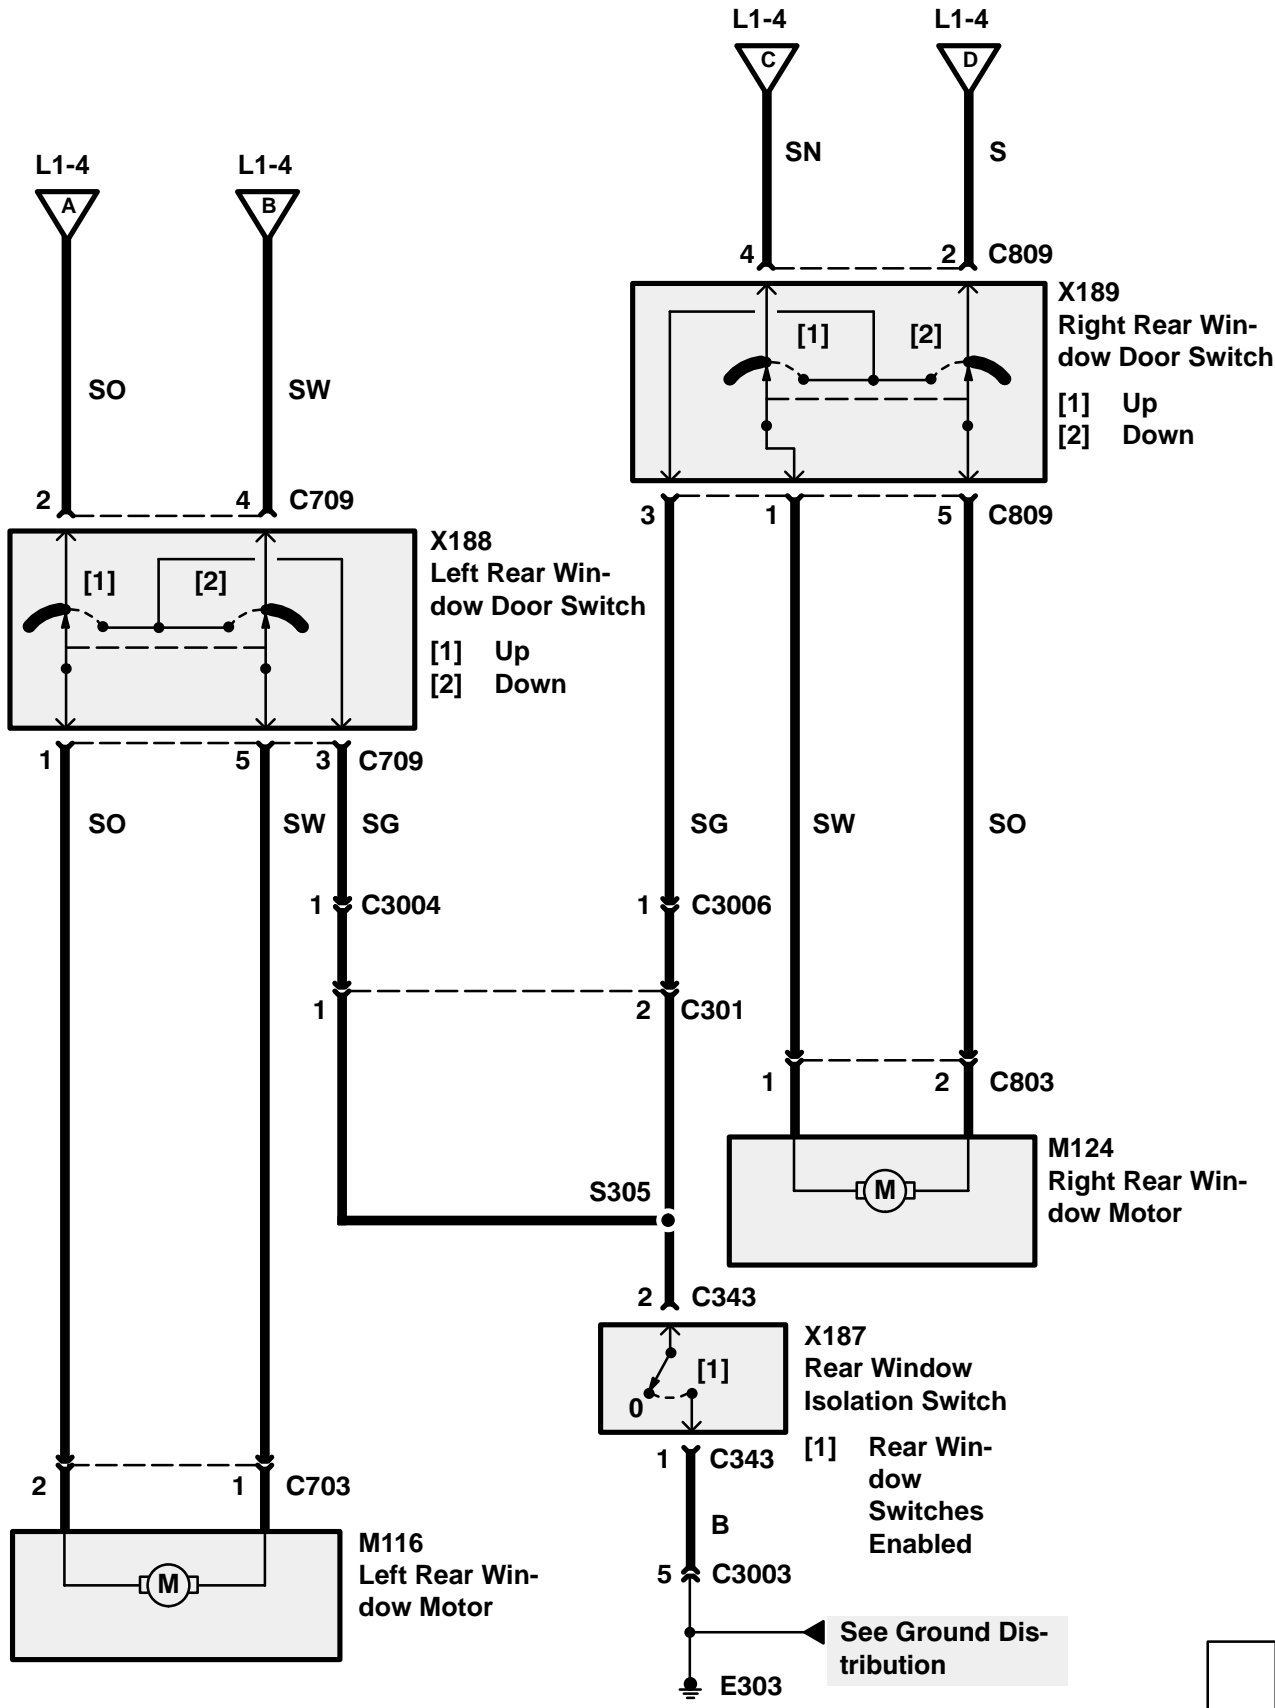 L1-4 L1-4
C D
SN S
L1-4 L1-4
A B
4 2 C809
X189
Right Rear Win-
dow Door Switch
[1] Up
[2] Down
[1] [2]
SO SW
2 4 C709
3 1 5 C809
X188
Left Rear Win-
dow Door Switch
[1] Up
[2] Down
[1] [2]
1 5 3 C709
SO SW SG SG SW SO
1 C3004 1 C3006
1 2 C301
1 2 C803
M124
Right Rear Win-
dow Motor
M
S305
2 C343
X187
Rear Window
Isolation Switch
[1] Rear Win-
dow
Switches
Enabled
[1]
0
1 C343
2 1 C703
B
M116
Left Rear Win-
dow Motor
M
5 C3003
See Ground Dis-
tribution
E303